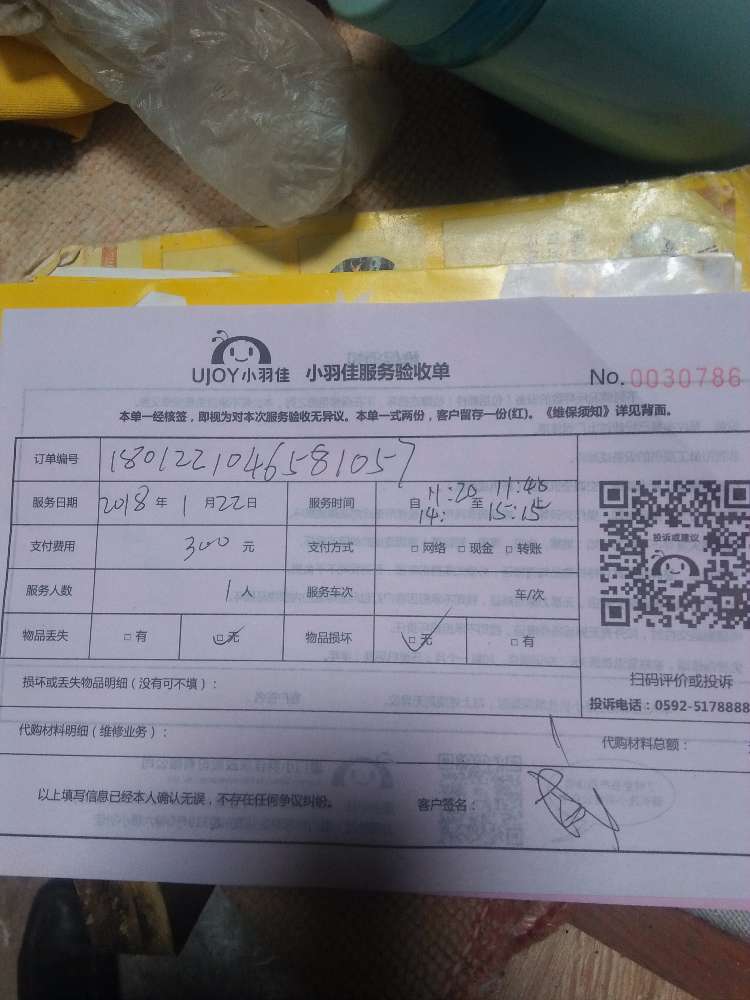 UJOY小羽佳 小羽佳服务验收单 No.0030786
本单一经核签，即视为对本次服务验收无异议。本单一式两份，客户留存一份(红)。《维保须知》详见背面。
订单编号 1801221046581057
服务日期 2018年1月22日 服务时间 自11:20至11:40止
14: 15:15
支付费用 300元 支付方式 □网络 □现金 □转账
投诉或建议
服务人数 1人 服务车次 车/次
物品丢失 □有 □无 物品损坏 □无 □有
扫码评价或投诉
损坏或丢失物品明细（没有可不填）：
投诉电话：0592-5178888
代购材料明细（维修业务）： 代购材料总额：
以上填写信息已经本人确认无误，不存在任何争议纠纷。 客户签名：